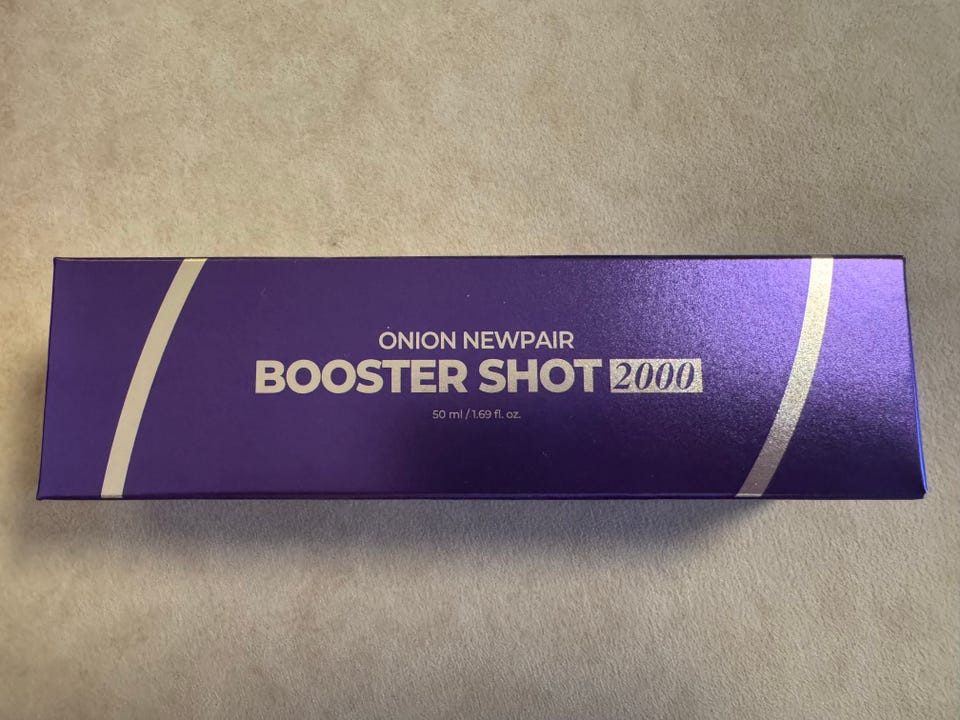 ONION NEWPAIR
BOOSTER SHOT 2000
50 ml / 1.69 fl. oz.